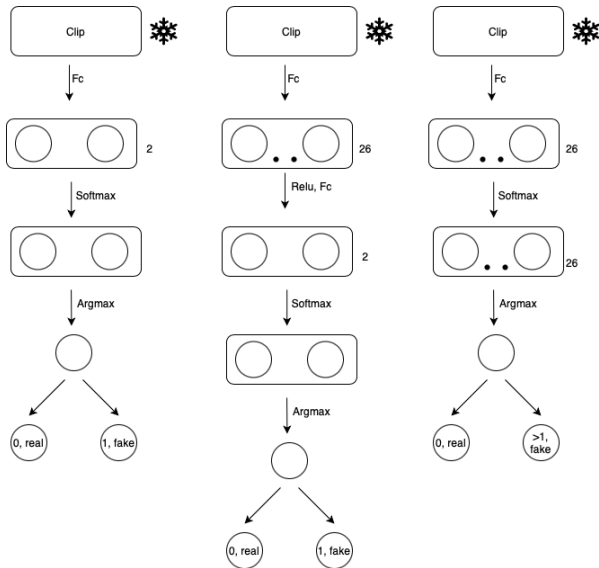 Clip
Fc
2
Softmax
Argmax
0, real
1, fake
Clip
Fc
26
Relu, Fc
2
Softmax
Argmax
0, real
1, fake
Clip
Fc
26
Softmax
26
Argmax
0, real
>1,
fake